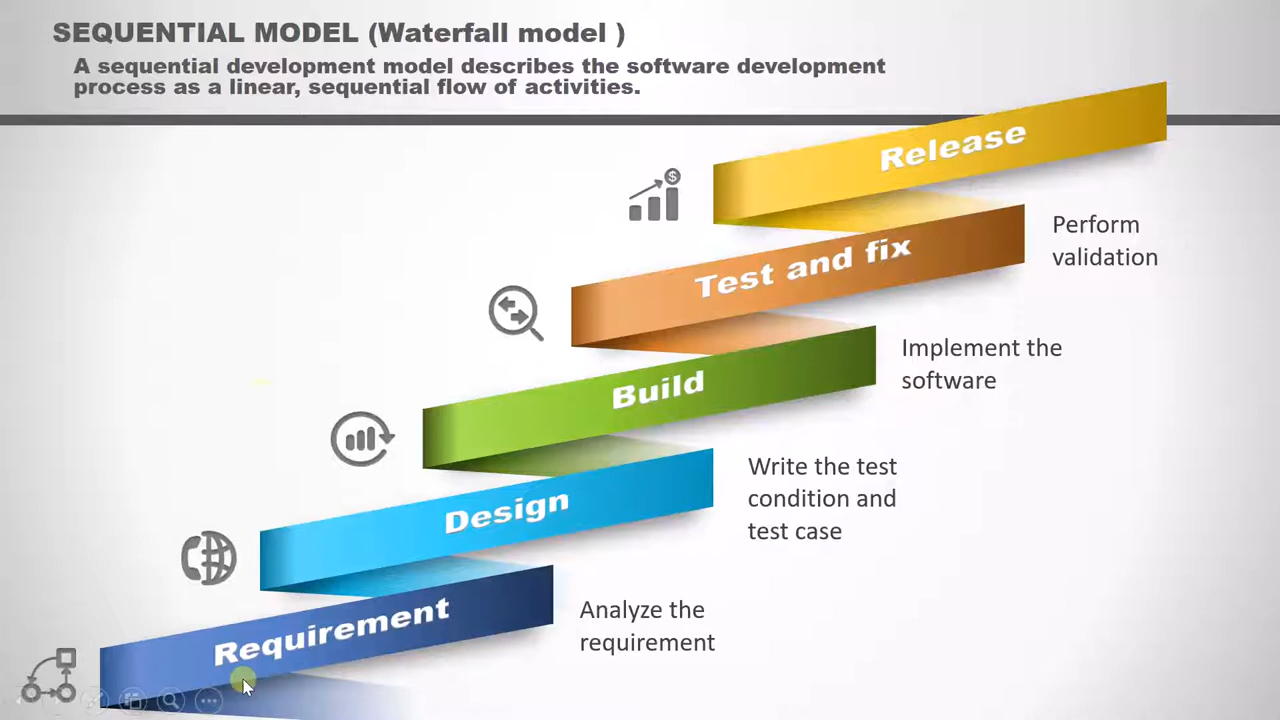 SEQUENTIAL MODEL (Waterfall model )
A sequential development model describes the software development
process as a linear, sequential flow of activities.
Release
Perform
validation
Test and fix
Implement the
software
Build
Write the test
condition and
test case
Design
Analyze the
requirement
Requirement
$